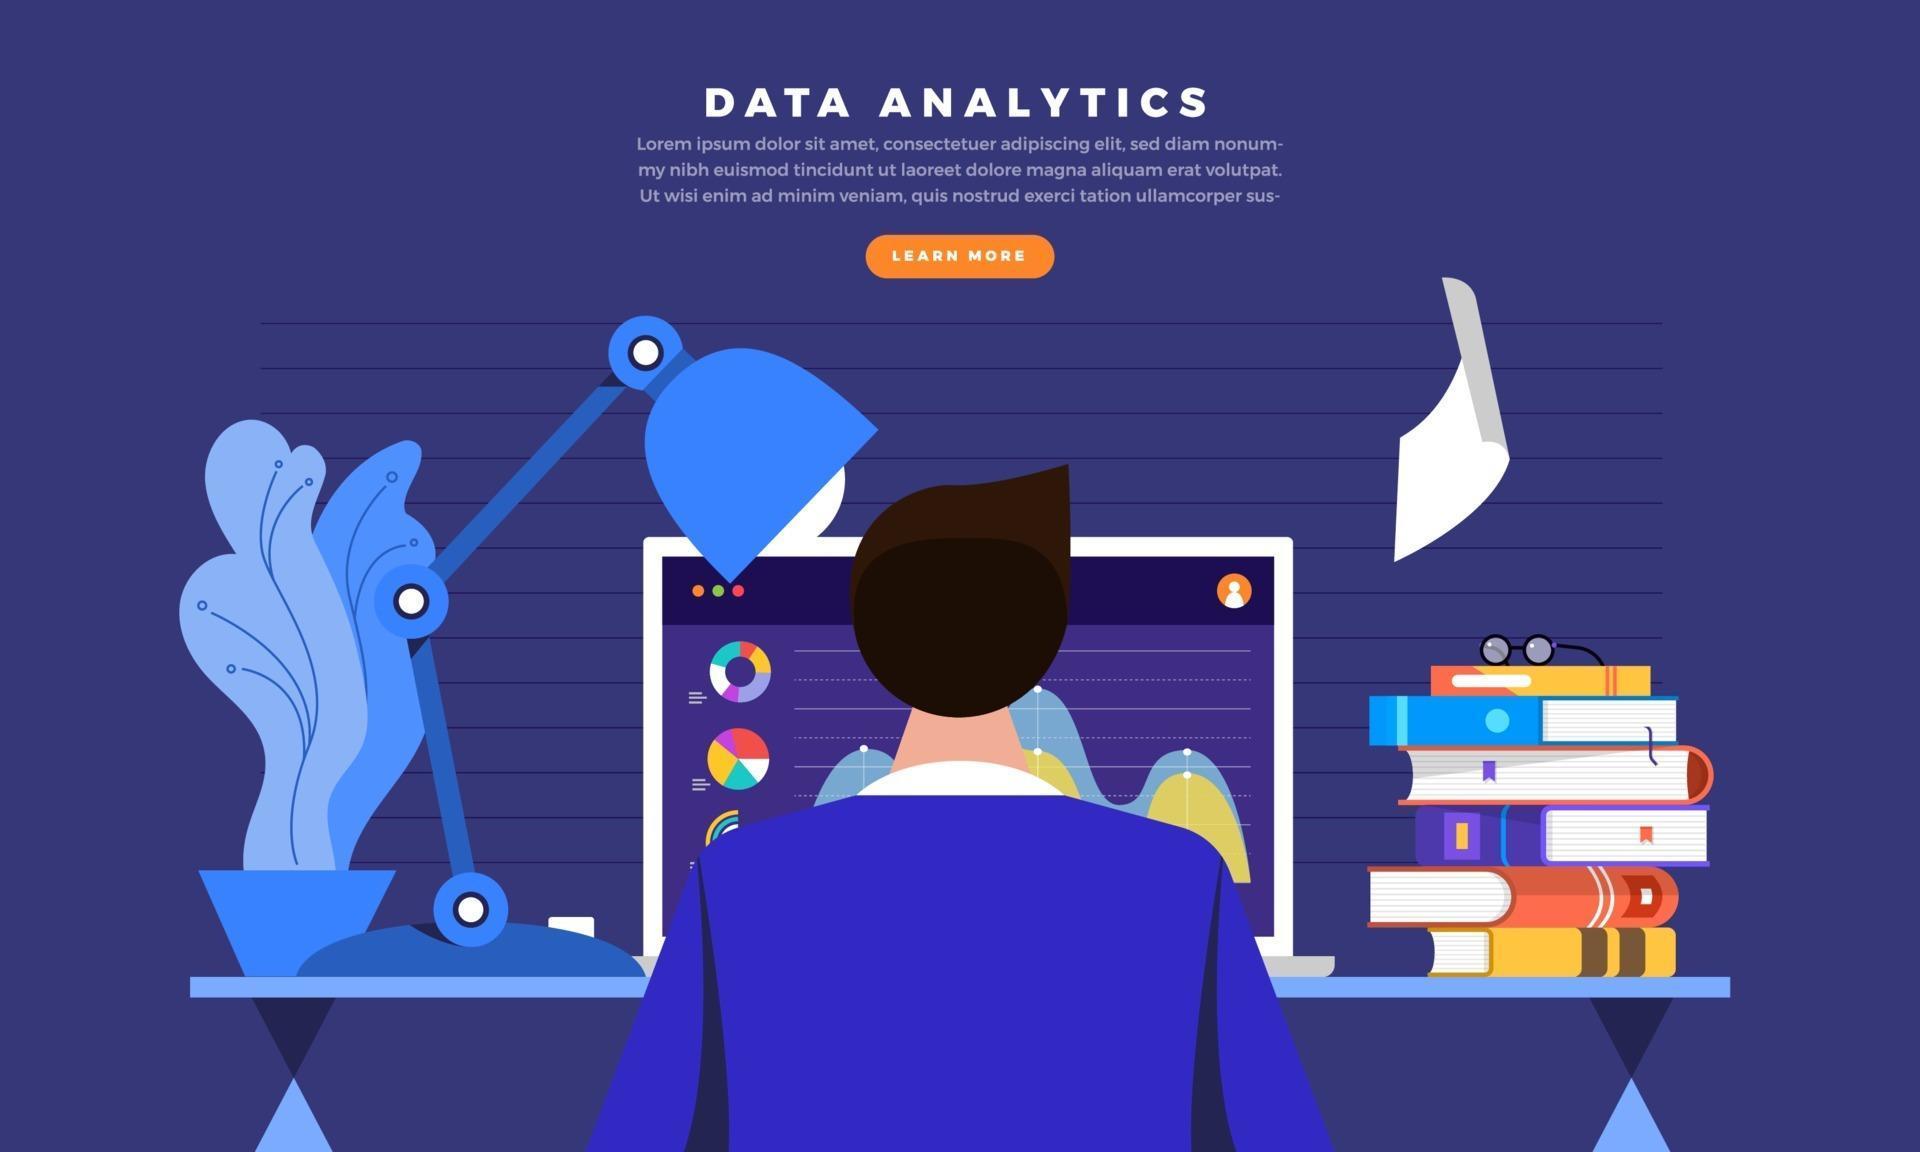 DATA ANALYTICS
Lorem ipsum dolor sit amet, consectetuer adipiscing elit, sed diam nonum-
my nibh euismod tincidunt ut laoreet dolore magna aliquam erat volutpat.
Ut wisi enim ad minim veniam, quis nostrud exerci tation ullamcorper sus-
LEARN MORE